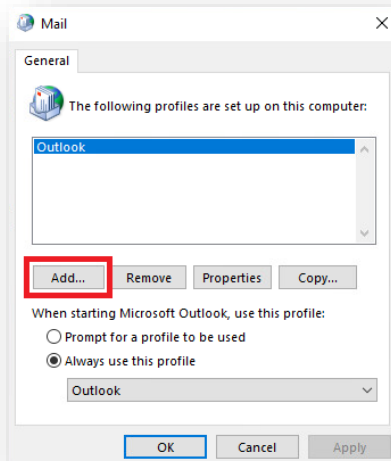 Mail
General
The following profiles are set up on this computer:
Outlook
Add... Remove Properties Copy...
When starting Microsoft Outlook, use this profile:
Prompt for a profile to be used
Always use this profile
Outlook
OK Cancel Apply